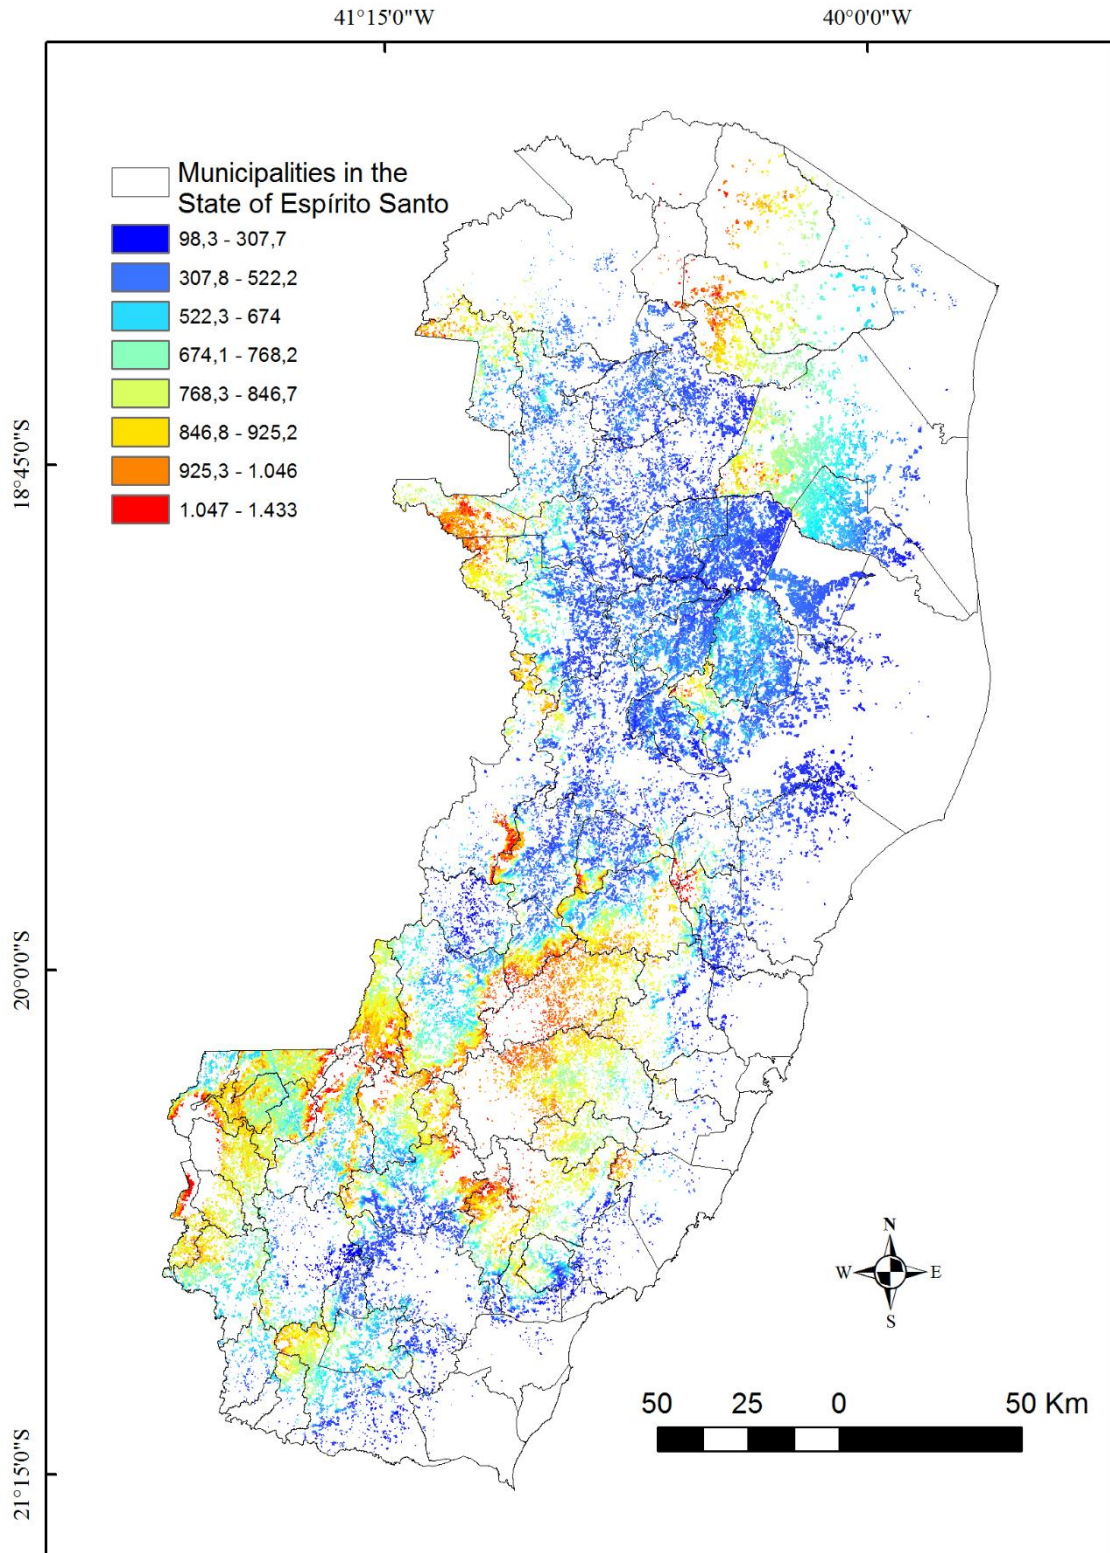 41°15'0"W
40°0'0"W
Municipalities in the
State of Espírito Santo
98,3 - 307,7
307,8 - 522,2
522,3 - 674
674,1 - 768,2
768,3 - 846,7
846,8 - 925,2
925,3 - 1.046
1.047 - 1.433
18°45'0"S
20°0'0"S
21°15'0"S
N
W
E
S
50
25
0
50 Km